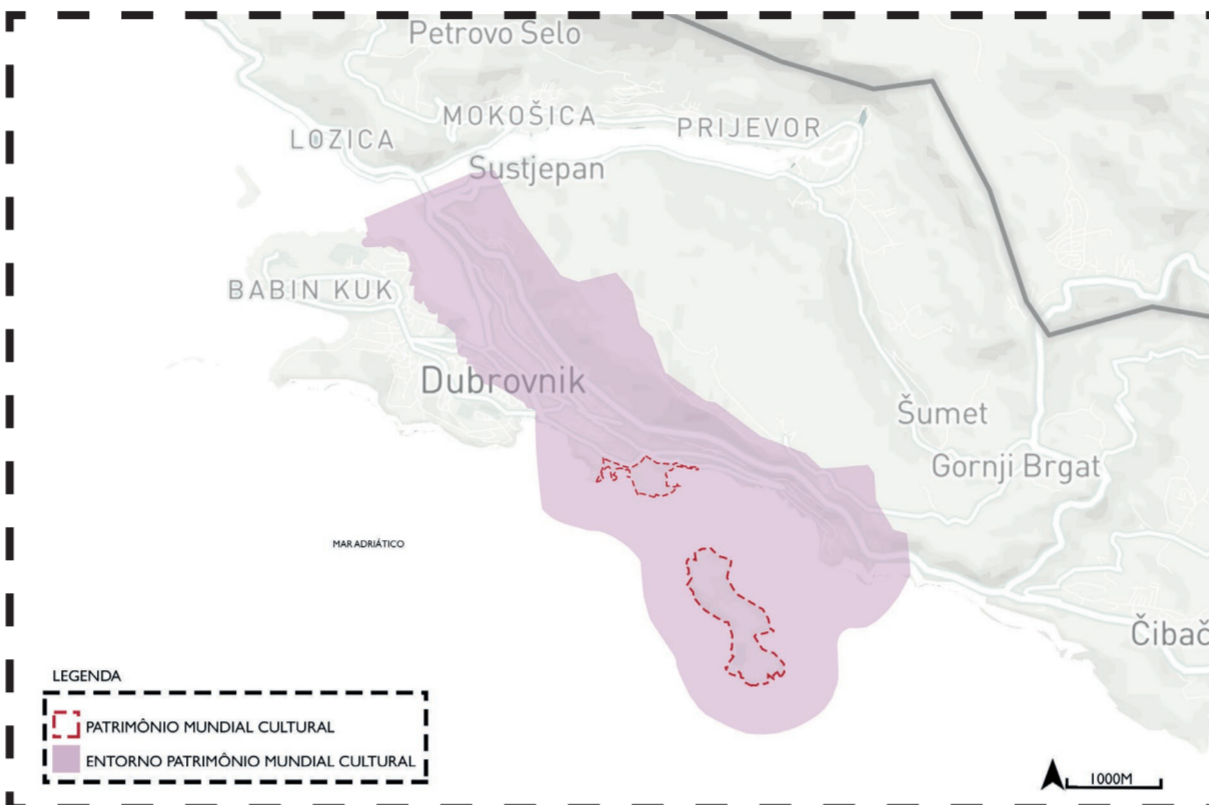 Petrovo Selo
MOKOŠICA
PRIJEVOR
LOZICA
Sustjepan
BABIN KUK
Dubrovnik
Šumet
Gornji Brgat
MAR ADRIÁTICO
Čibač
LEGENDA
PATRIMÔNIO MUNDIAL CULTURAL
ENTORNO PATRIMÔNIO MUNDIAL CULTURAL
1000M